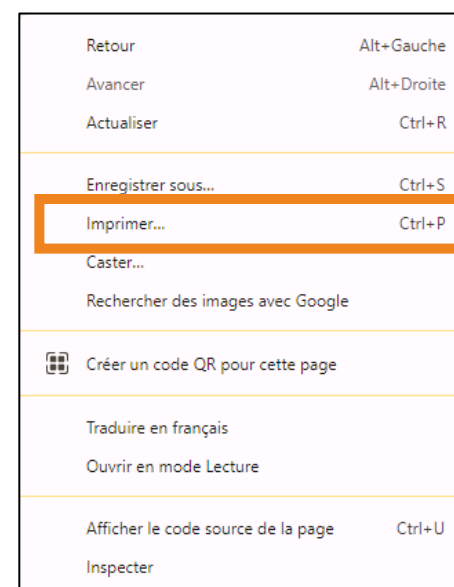 Retour Alt+Gauche
Avancer Alt+Droite
Actualiser Ctrl+R
Enregistrer sous... Ctrl+S
Imprimer... Ctrl+P
Caster...
Rechercher des images avec Google
Créer un code QR pour cette page
Traduire en français
Ouvrir en mode Lecture
Afficher le code source de la page Ctrl+U
Inspecter